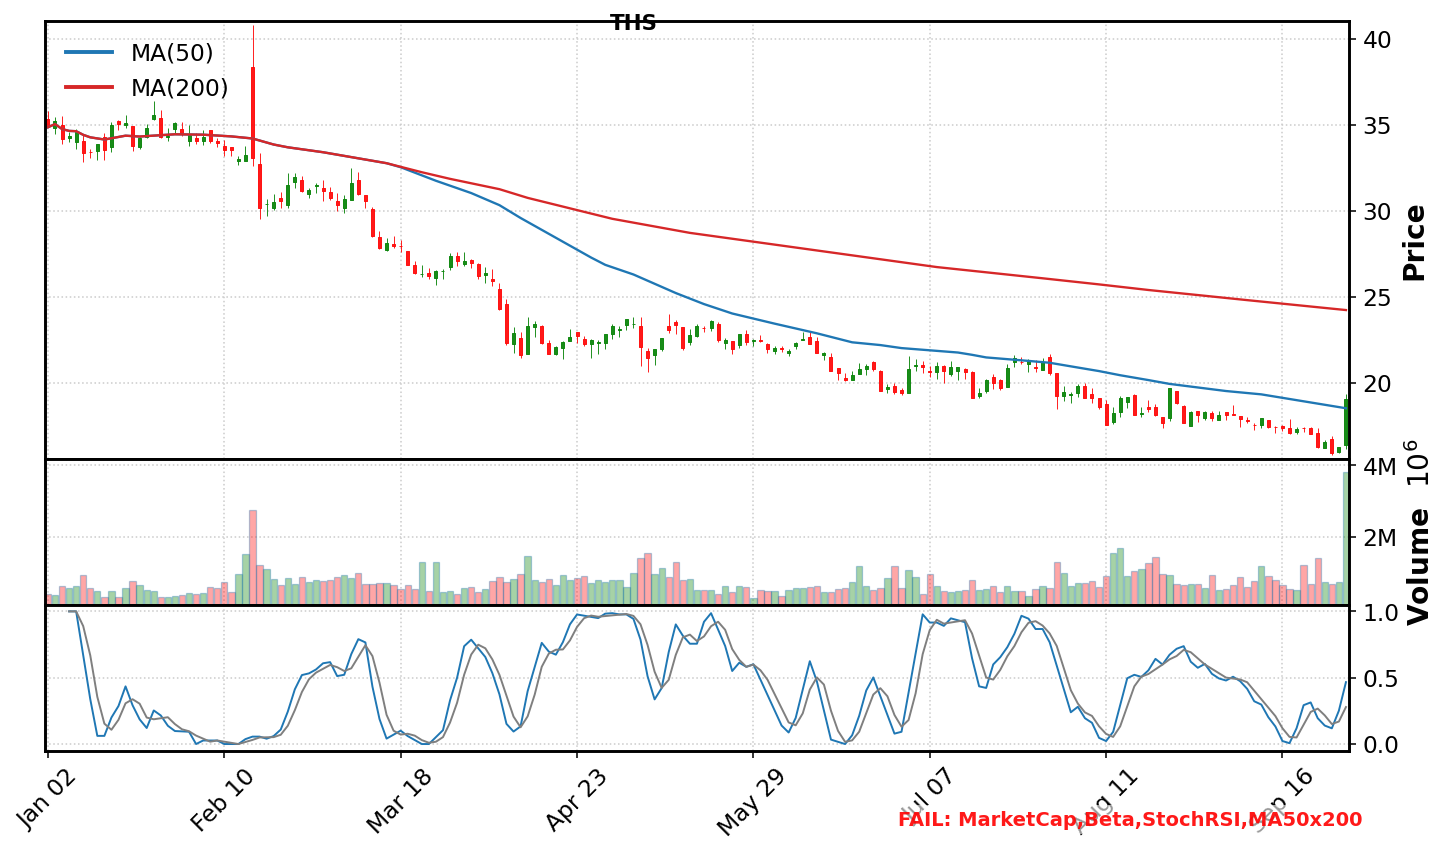 THS
MA(50)
MA(200)
40
35
30
25
20
Price
4M
2M
Volume 10^6
1.0
0.5
0.0
Jan 02
Feb 10
Mar 18
Apr 23
May 29
Jul 07
Aug 11
Sep 16
FAIL: MarketCap,Beta,StochRSI,MA50x200